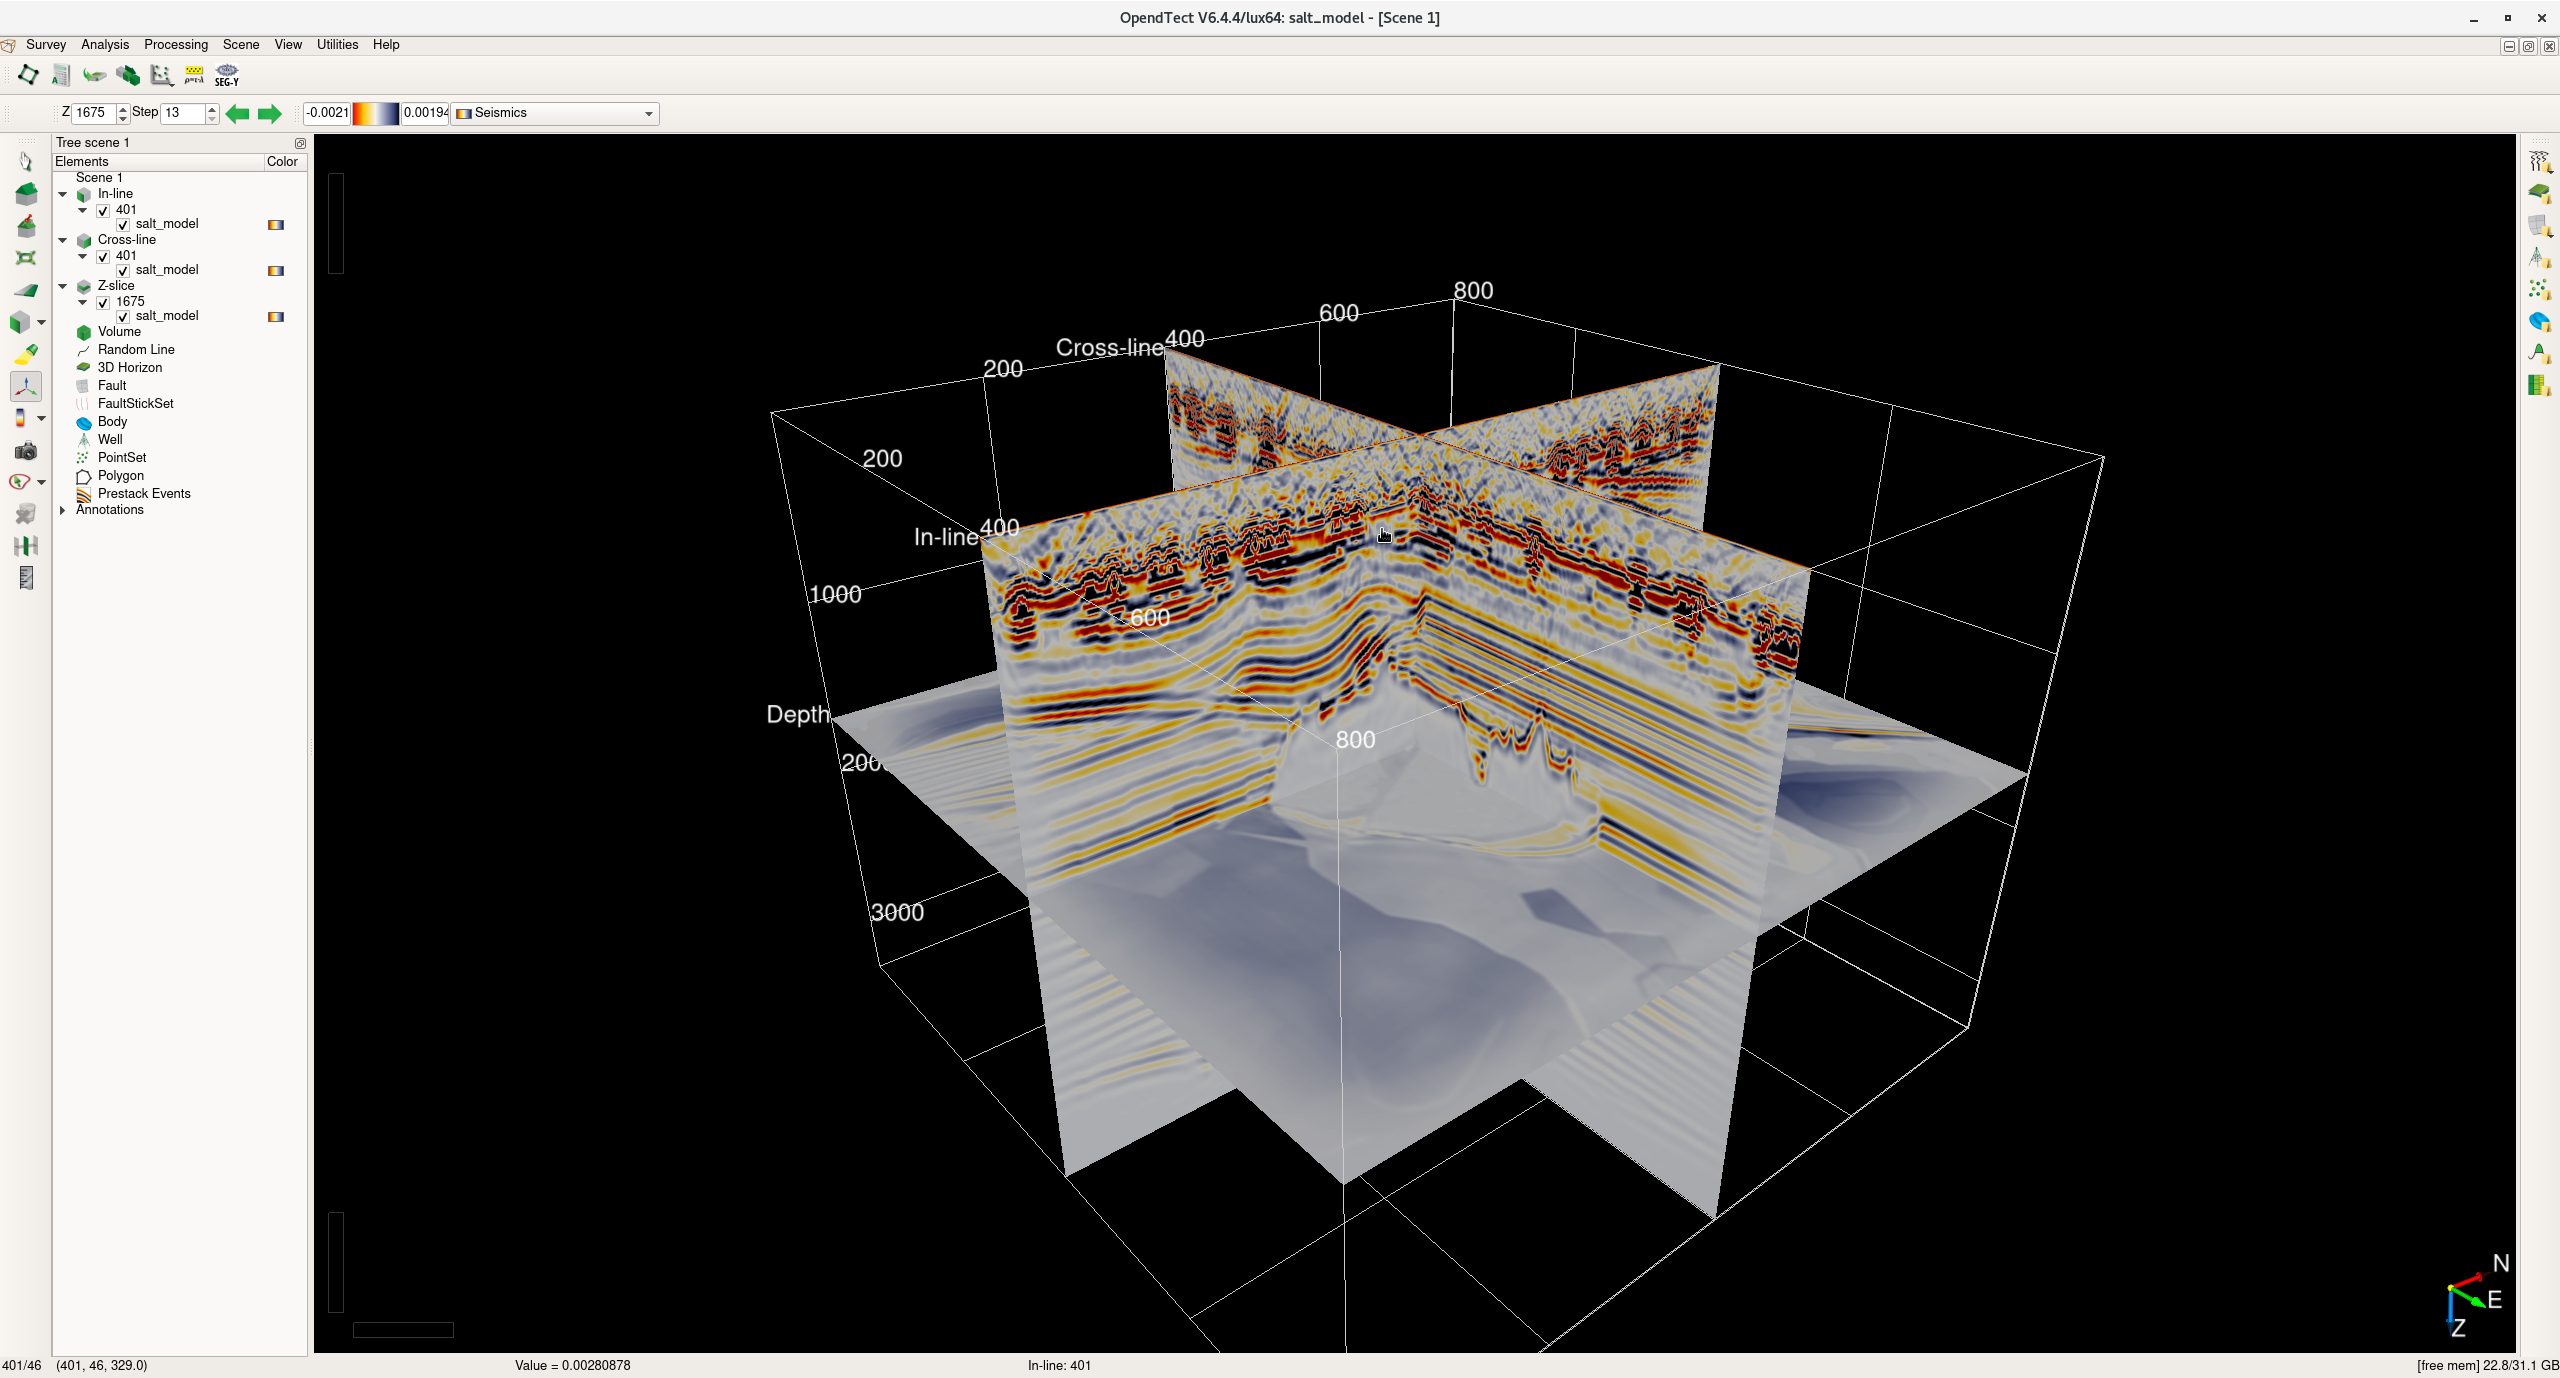 OpendTect V6.4.4/lux64: salt_model - [Scene 1]
Survey Analysis Processing Scene View Utilities Help
SEG-Y
Z 1675 Step 13 -0.0021 0.00194 Seismics
Tree scene 1
Elements Color
Scene 1
In-line
401
salt_model
Cross-line
401
salt_model
Z-slice
1675
salt_model
Volume
Random Line
3D Horizon
Fault
FaultStickSet
Body
Well
PointSet
Polygon
Prestack Events
Annotations
800
600
Cross-line 400
200
200
In-line 400
1000
600
Depth
800
200
3000
N
E
Z
401/46 (401, 46, 329.0) Value = 0.00280878 In-line: 401 [free mem] 22.8/31.1 GB